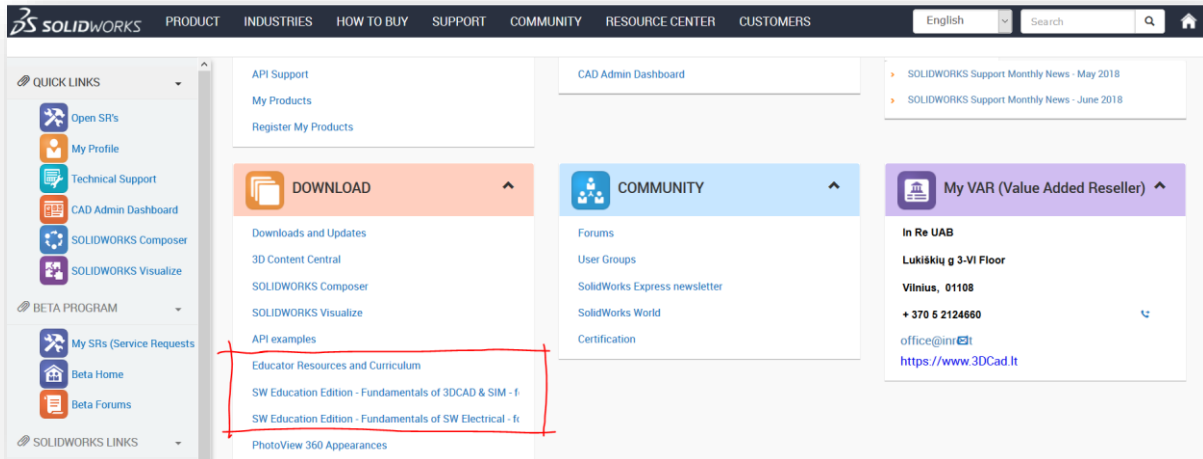 3S SOLIDWORKS PRODUCT INDUSTRIES HOW TO BUY SUPPORT COMMUNITY RESOURCE CENTER CUSTOMERS English Search
QUICK LINKS
Open SR's
My Profile
Technical Support
CAD Admin Dashboard
SOLIDWORKS Composer
SOLIDWORKS Visualize
BETA PROGRAM
My SRs (Service Requests
Beta Home
Beta Forums
SOLIDWORKS LINKS
API Support
My Products
Register My Products
CAD Admin Dashboard
SOLIDWORKS Support Monthly News - May 2018
SOLIDWORKS Support Monthly News - June 2018
DOWNLOAD
Downloads and Updates
3D Content Central
SOLIDWORKS Composer
SOLIDWORKS Visualize
API examples
Educator Resources and Curriculum
SW Education Edition - Fundamentals of 3DCAD & SIM - f
SW Education Edition - Fundamentals of SW Electrical - fo
PhotoView 360 Appearances
COMMUNITY
Forums
User Groups
SolidWorks Express newsletter
SolidWorks World
Certification
My VAR (Value Added Reseller)
In Re UAB
Lukiškių g 3-VI Floor
Vilnius, 01108
+ 370 5 2124660
office@inr
https://www.3DCad.lt